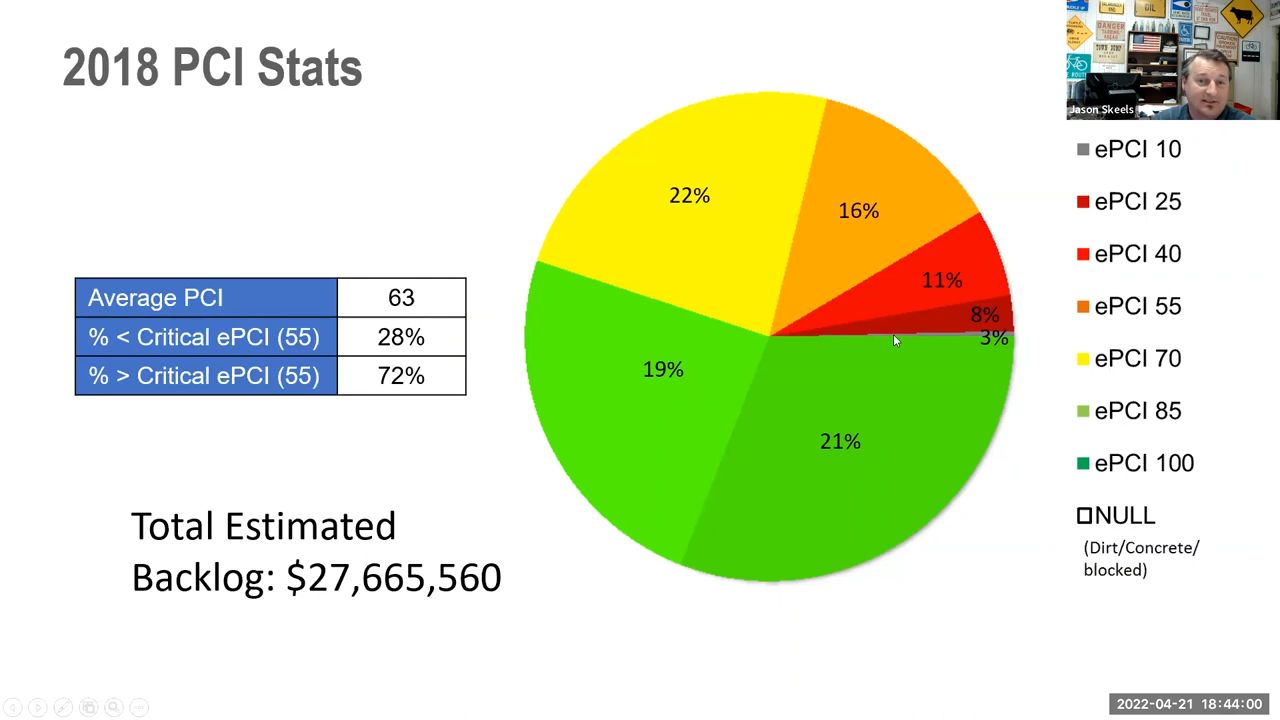 2018 PCI Stats
Jason Skeels
Average PCI 63
% < Critical ePCI (55) 28%
% > Critical ePCI (55) 72%
Total Estimated
Backlog: $27,665,560
22%
16%
11%
8%
3%
19%
21%
ePCI 10
ePCI 25
ePCI 40
ePCI 55
ePCI 70
ePCI 85
ePCI 100
NULL
(Dirt/Concrete/
blocked)
2022-04-21 18:44:00